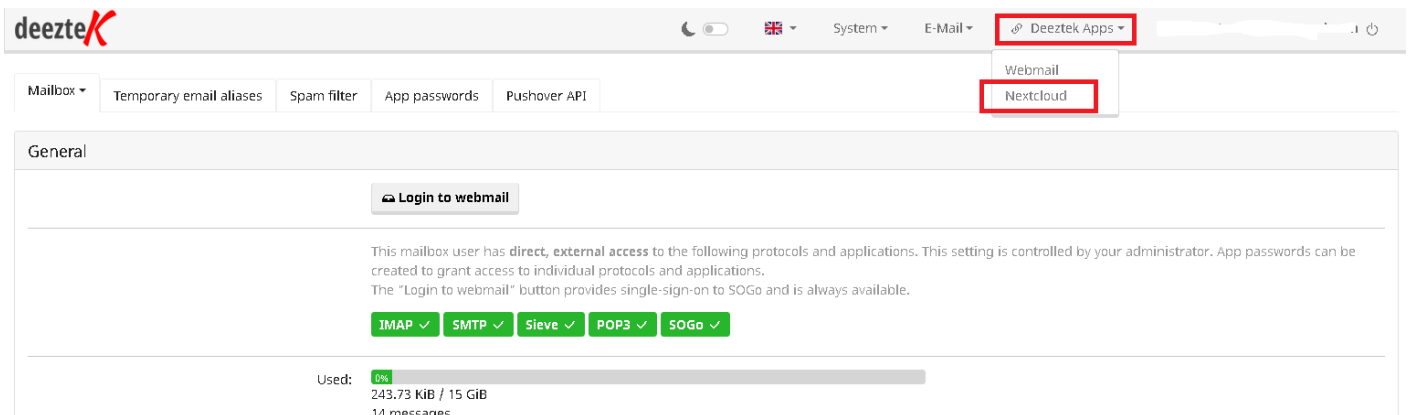 deezteK
System E-Mail Deeztek Apps
Webmail
Nextcloud
Mailbox Temporary email aliases Spam filter App passwords Pushover API
General
Login to webmail
This mailbox user has direct, external access to the following protocols and applications. This setting is controlled by your administrator. App passwords can be
created to grant access to individual protocols and applications.
The "Login to webmail" button provides single-sign-on to SOGo and is always available.
IMAP ✓ SMTP ✓ Sieve ✓ POP3 ✓ SOGo ✓
Used: 0%
243.73 KiB / 15 GiB
14 messages